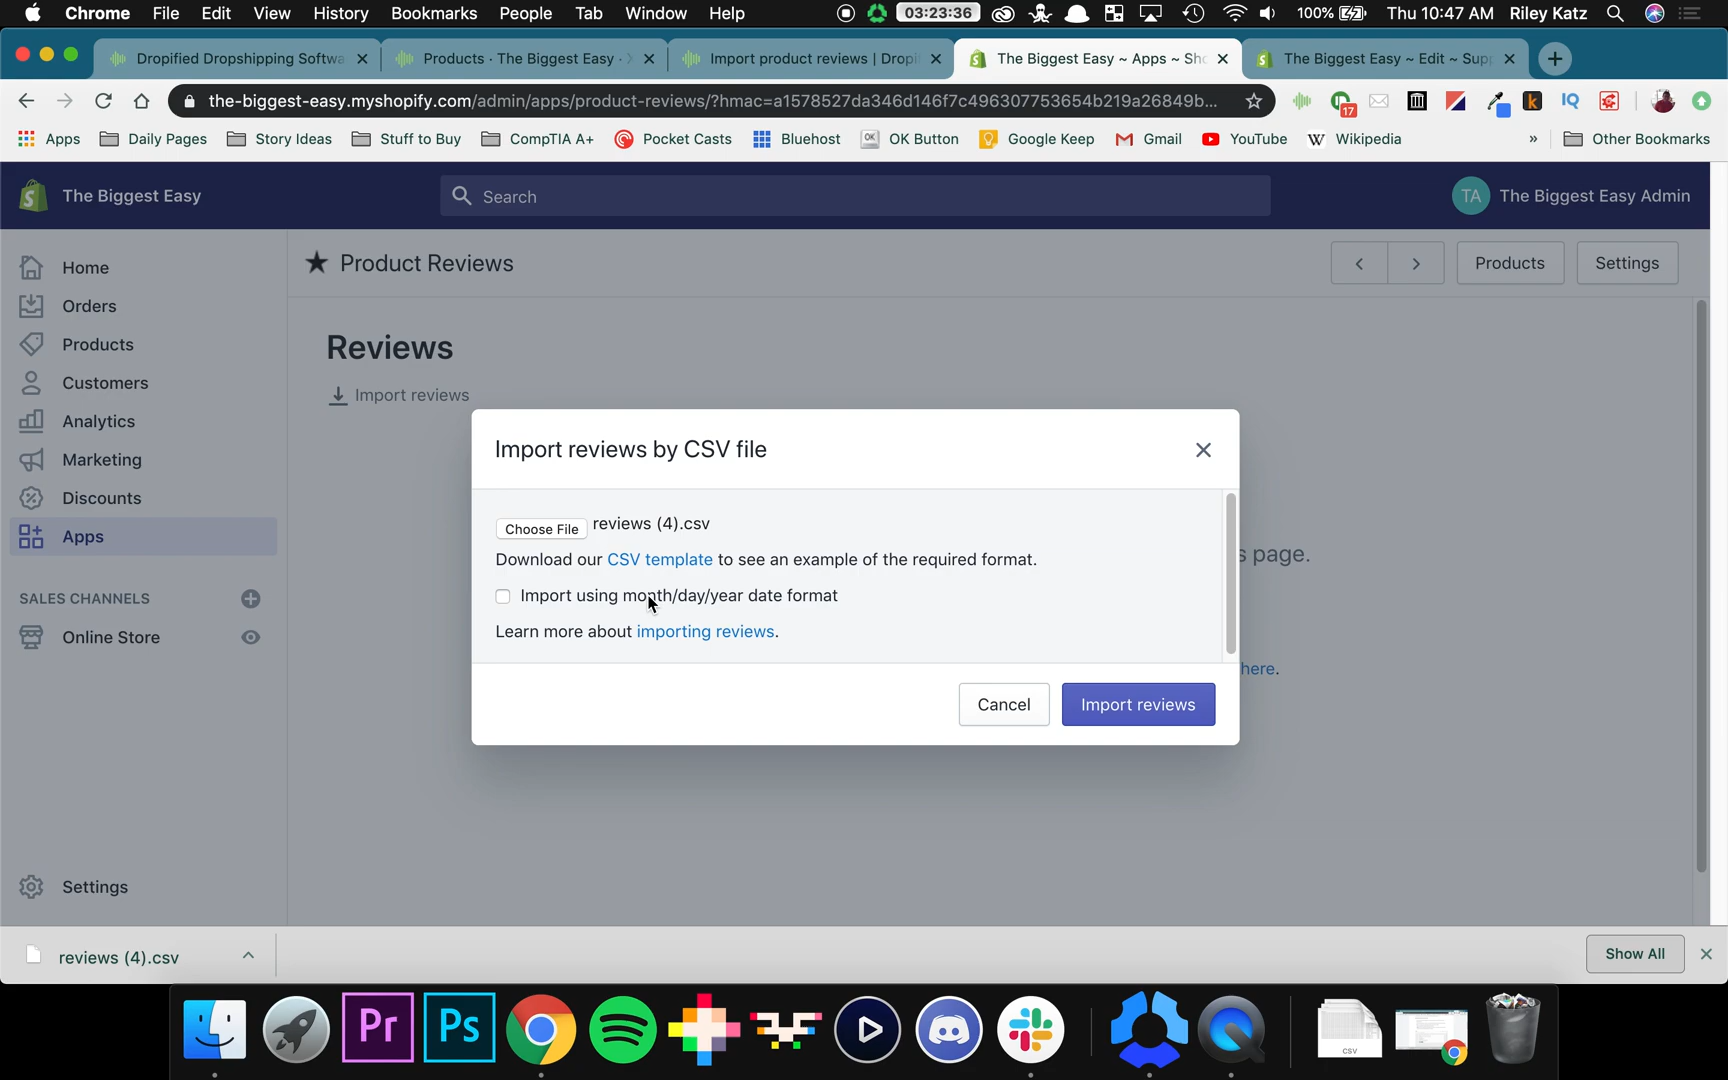 Chrome File Edit View History Bookmarks People Tab Window Help 03:23:36 100% Thu 10:47 AM Riley Katz
Dropified Dropshipping Softwa
Products · The Biggest Easy ·
Import product reviews | Dropi
The Biggest Easy ~ Apps ~ Sho
The Biggest Easy ~ Edit ~ Sup
the-biggest-easy.myshopify.com/admin/apps/product-reviews/?hmac=a1578527da346d146f7c496307753654b219a26849b...
17
k
IQ
Apps Daily Pages Story Ideas Stuff to Buy CompTIA A+ Pocket Casts Bluehost OK OK Button Google Keep Gmail YouTube W Wikipedia » Other Bookmarks
The Biggest Easy
Search
TA The Biggest Easy Admin
Home
Orders
Products
Customers
Analytics
Marketing
Discounts
Apps
SALES CHANNELS
Online Store
Settings
Product Reviews
Products
Settings
Reviews
Import reviews
s page.
here.
Import reviews by CSV file
Choose File reviews (4).csv
Download our CSV template to see an example of the required format.
Import using month/day/year date format
Learn more about importing reviews.
Cancel
Import reviews
reviews (4).csv
Show All
Pr
Ps
CSV